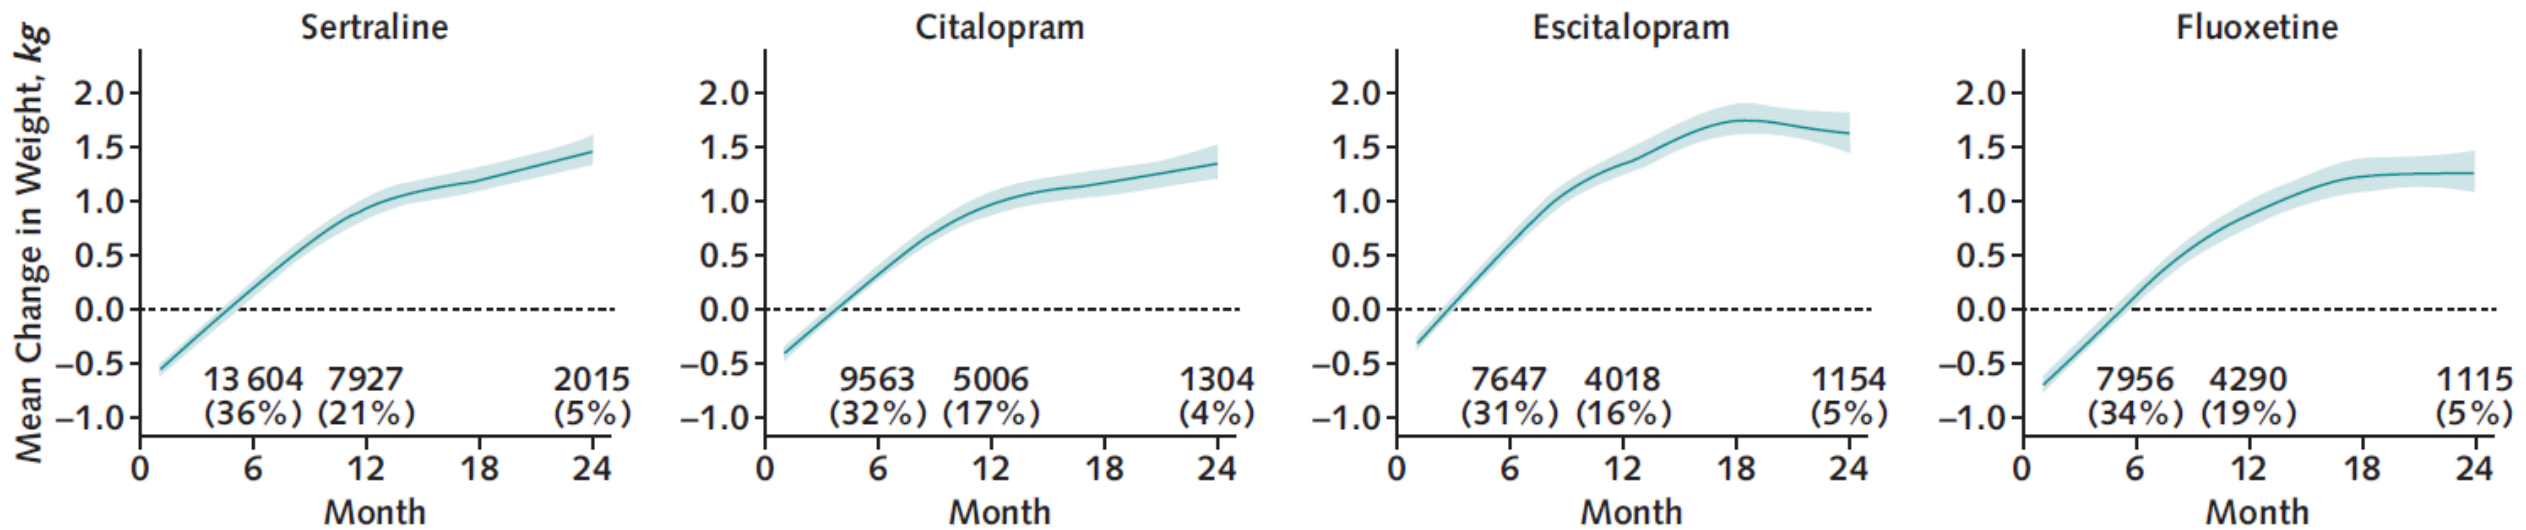 Sertraline
Mean Change in Weight, kg
2.0
1.5
1.0
0.5
0.0
–0.5
–1.0
13 604 7927 2015
(36%) (21%) (5%)
0 6 12 18 24
Month
Citalopram
2.0
1.5
1.0
0.5
0.0
–0.5
–1.0
9563 5006 1304
(32%) (17%) (4%)
0 6 12 18 24
Month
Escitalopram
2.0
1.5
1.0
0.5
0.0
–0.5
–1.0
7647 4018 1154
(31%) (16%) (5%)
0 6 12 18 24
Month
Fluoxetine
2.0
1.5
1.0
0.5
0.0
–0.5
–1.0
7956 4290 1115
(34%) (19%) (5%)
0 6 12 18 24
Month